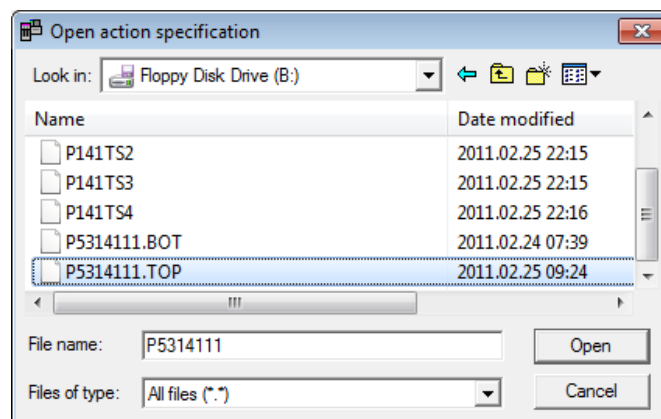 Open action specification
Look in: Floppy Disk Drive (B:)
Name Date modified
P141TS2 2011.02.25 22:15
P141TS3 2011.02.25 22:15
P141TS4 2011.02.25 22:16
P5314111.BOT 2011.02.24 07:39
P5314111.TOP 2011.02.25 09:24
File name: P5314111 Open
Files of type: All files (*.*) Cancel